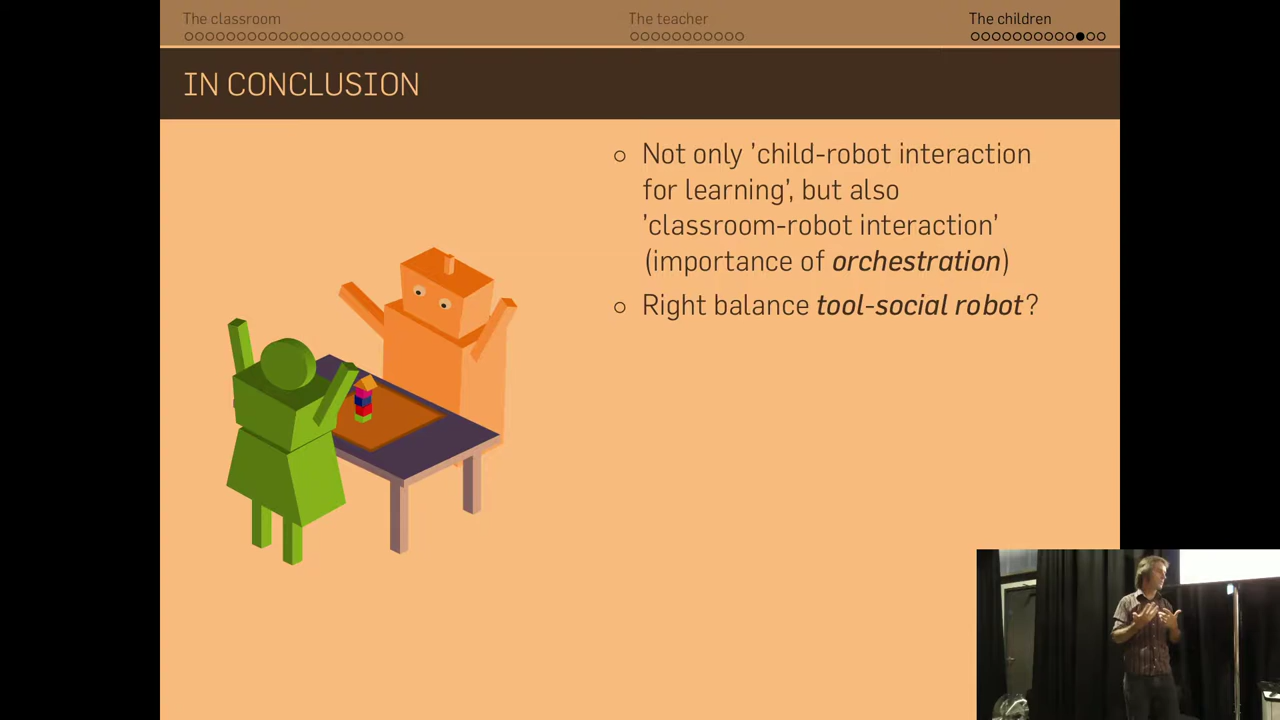 The classroom
The teacher
The children
IN CONCLUSION
Not only 'child-robot interaction
for learning', but also
'classroom-robot interaction'
(importance of orchestration)
Right balance tool-social robot?